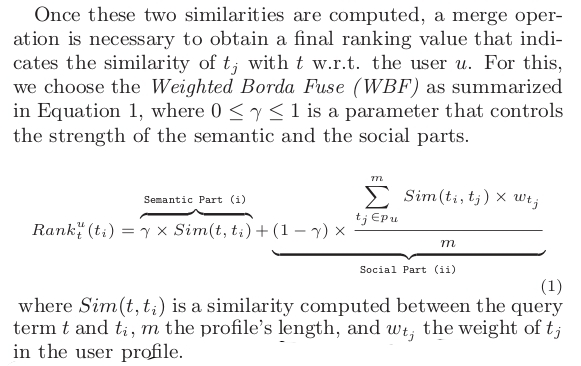 Once these two similarities are computed, a merge oper-
ation is necessary to obtain a final ranking value that indi-
cates the similarity of t_j with t w.r.t. the user u. For this,
we choose the Weighted Borda Fuse (WBF) as summarized
in Equation 1, where 0 ≤ γ ≤ 1 is a parameter that controls
the strength of the semantic and the social parts.
Semantic Part (i)
Rank_t^u(t_i) = γ × Sim(t, t_i) + (1 − γ) × \frac{\sum_{t_j ∈ p_u}^{m} Sim(t_i, t_j) × w_{t_j}}{m}
Social Part (ii)
(1)
where Sim(t, t_i) is a similarity computed between the query
term t and t_i, m the profile's length, and w_{t_j} the weight of t_j
in the user profile.